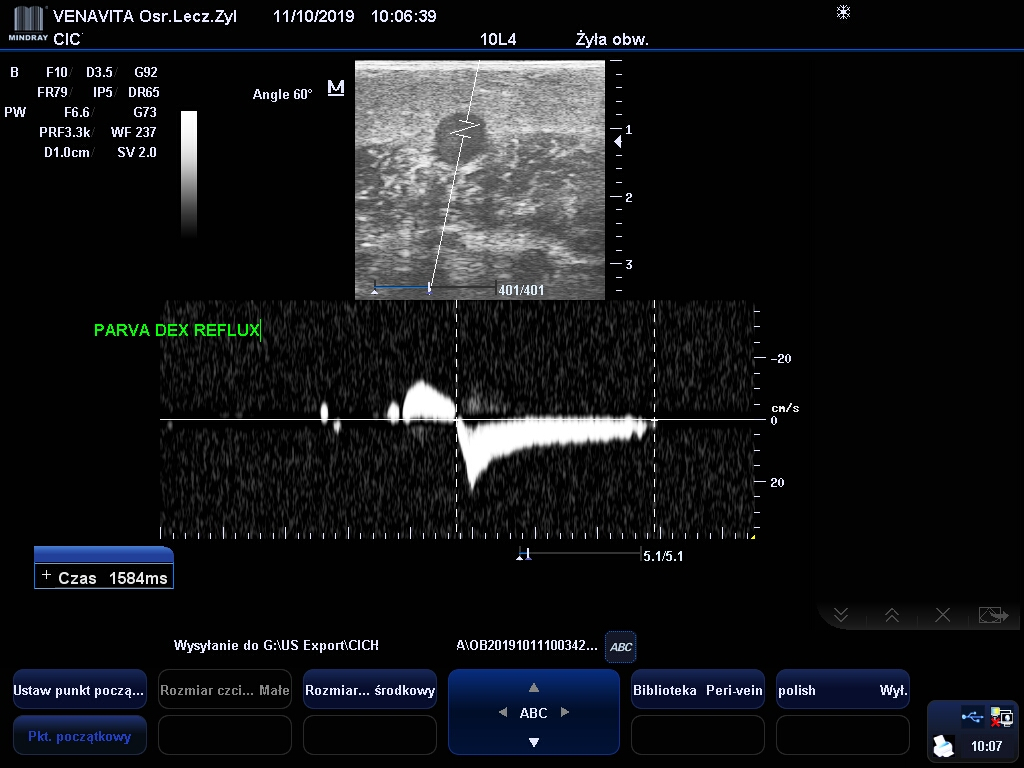 VENAVITA Osr.Lecz.Zyl 11/10/2019 10:06:39
MINDRAY CIC 10L4 Żyła obw.
B F10 D3.5 G92
FR79 IP5 DR65
PW F6.6 G73
PRF3.3k WF 237
D1.0cm SV 2.0
Angle 60° M
1
2
3
401/401
PARVA DEX REFLUX
-20
cm/s
0
20
5.1/5.1
+ Czas 1584ms
Wysyłanie do G:\US Export\CICH A\OB20191011100342... ABC
Ustaw punkt począ... Rozmiar czci... Małe Rozmiar... środkowy ABC Biblioteka Peri-vein polish Wył.
Pkt. początkowy
10:07